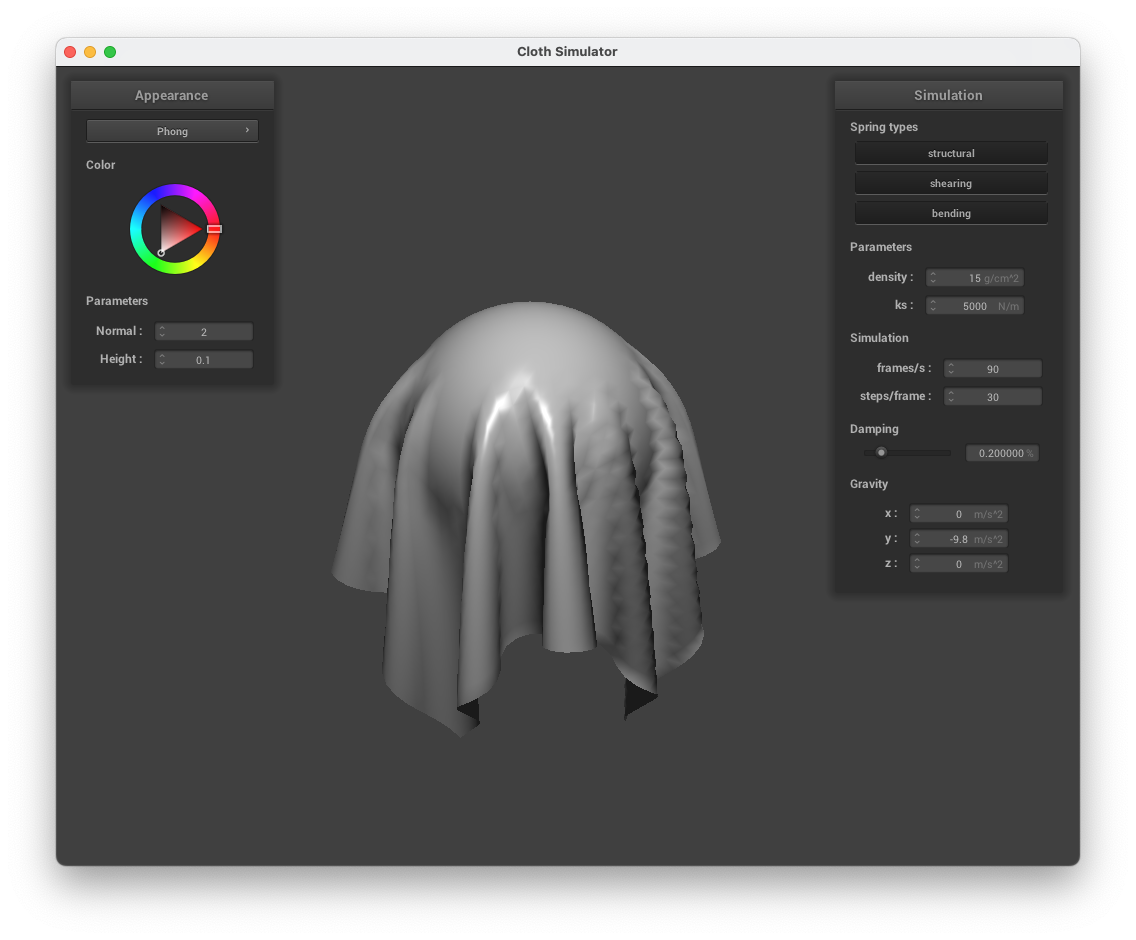 Cloth Simulator
Appearance
Phong ›
Color
Parameters
Normal : 2
Height : 0.1
Simulation
Spring types
structural
shearing
bending
Parameters
density : 15 g/cm^2
ks : 5000 N/m
Simulation
frames/s : 90
steps/frame : 30
Damping
0.200000 %
Gravity
x : 0 m/s^2
y : -9.8 m/s^2
z : 0 m/s^2